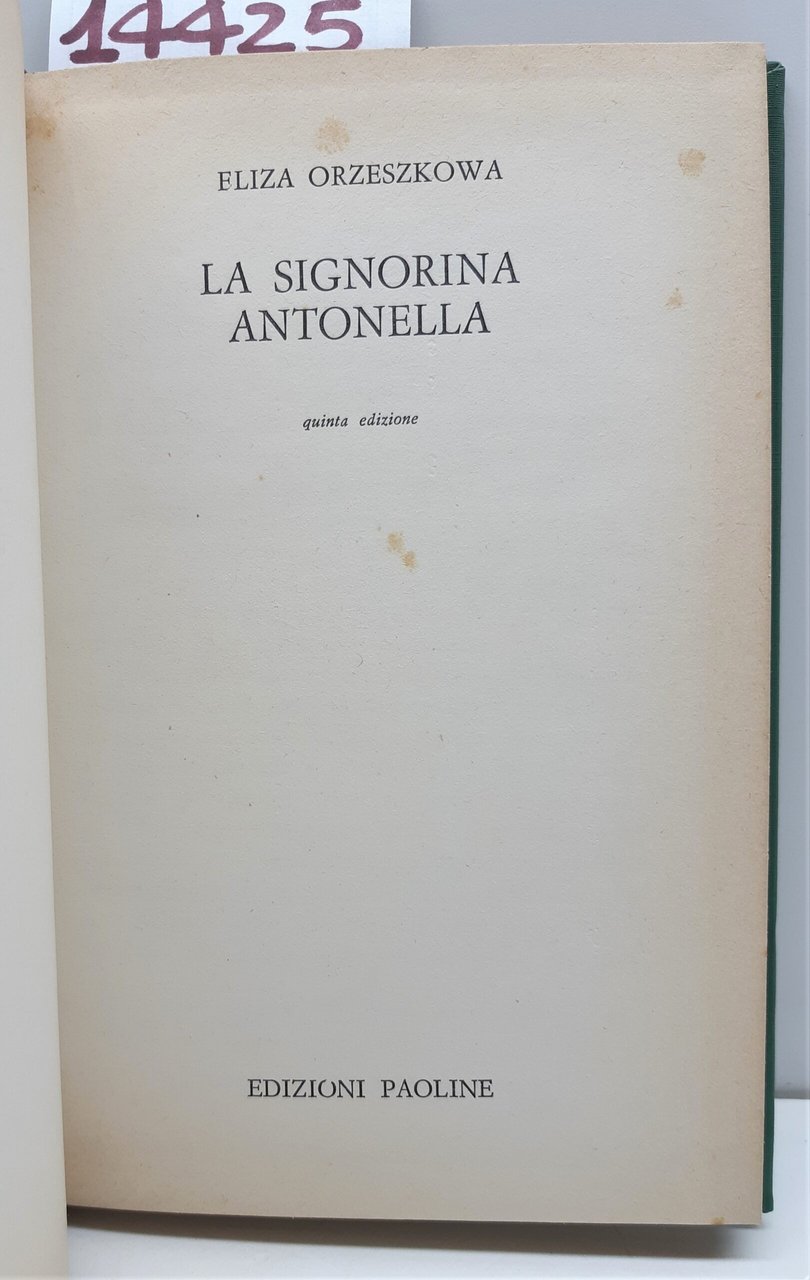 14425
ELIZA ORZESZKOWA
LA SIGNORINA
ANTONELLA
quinta edizione
EDIZIONI PAOLINE